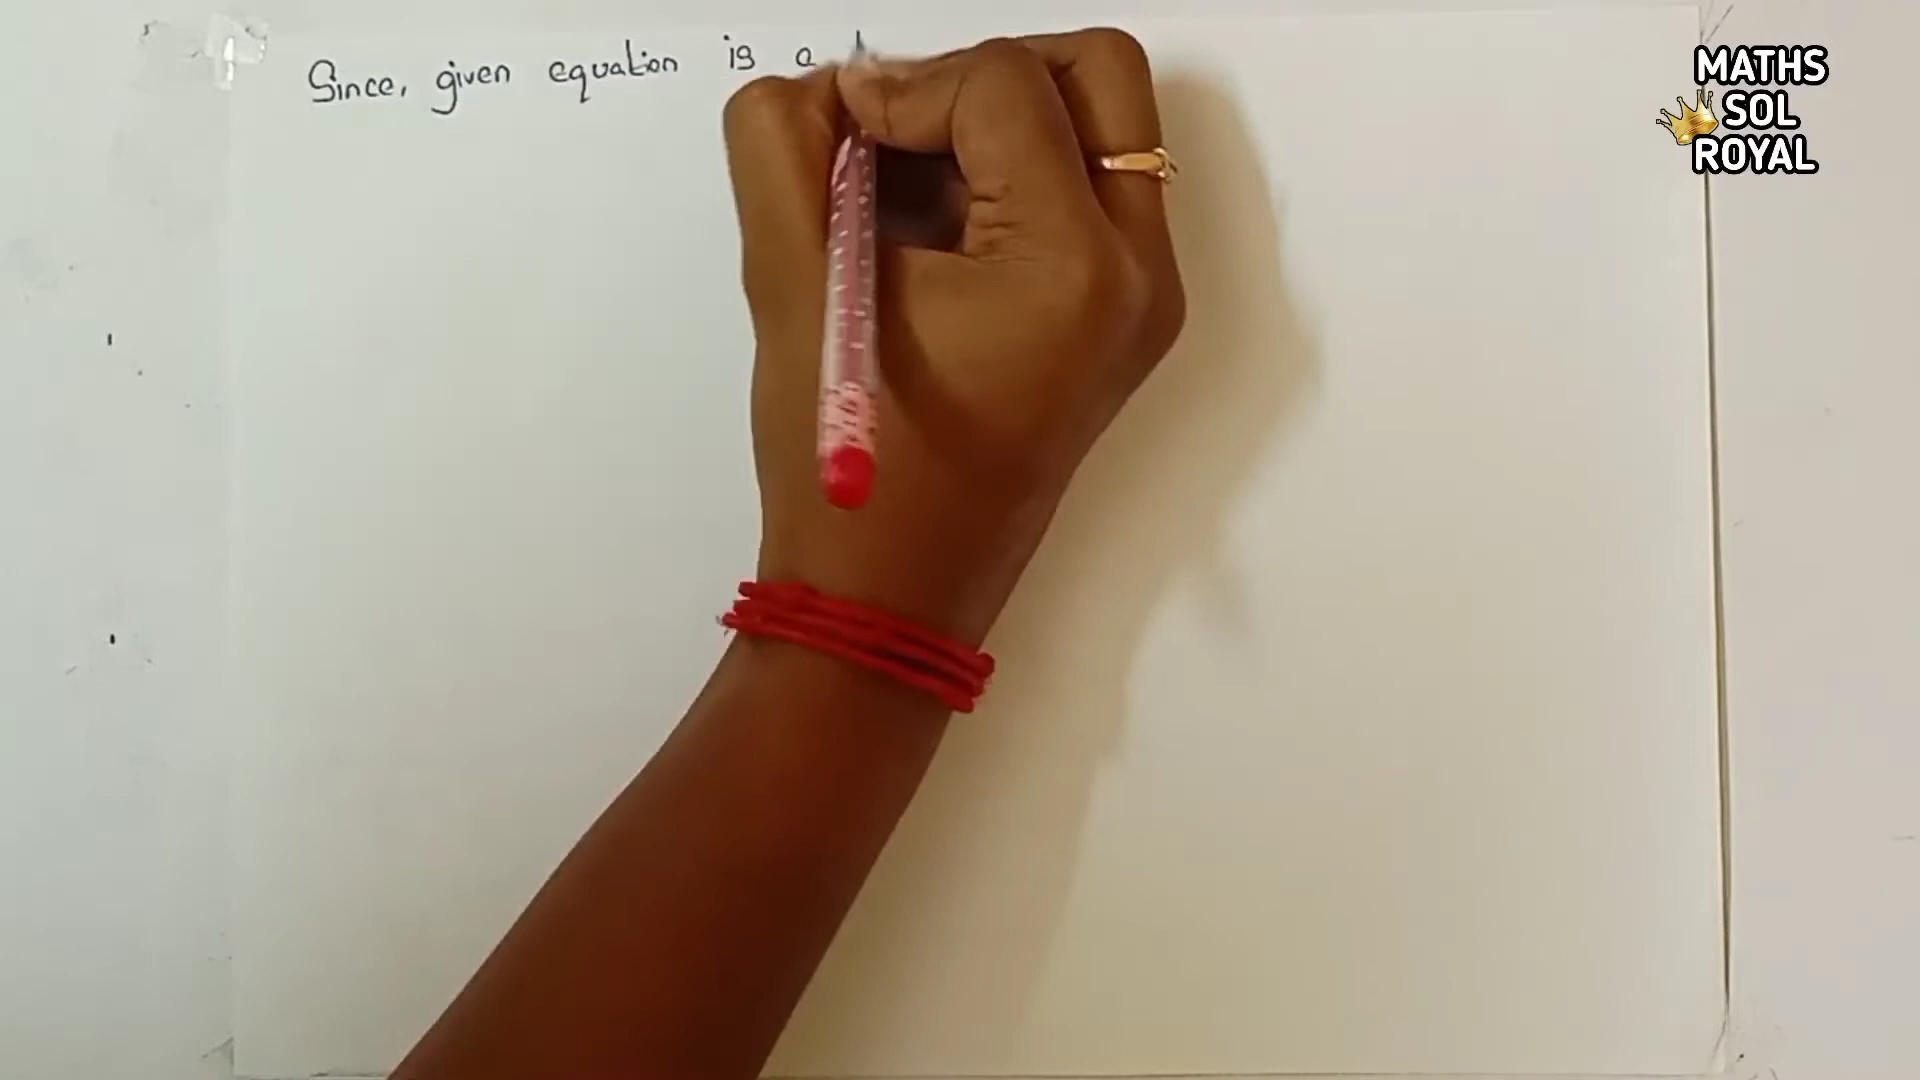 Since, given equation is a
MATHS
SOL
ROYAL